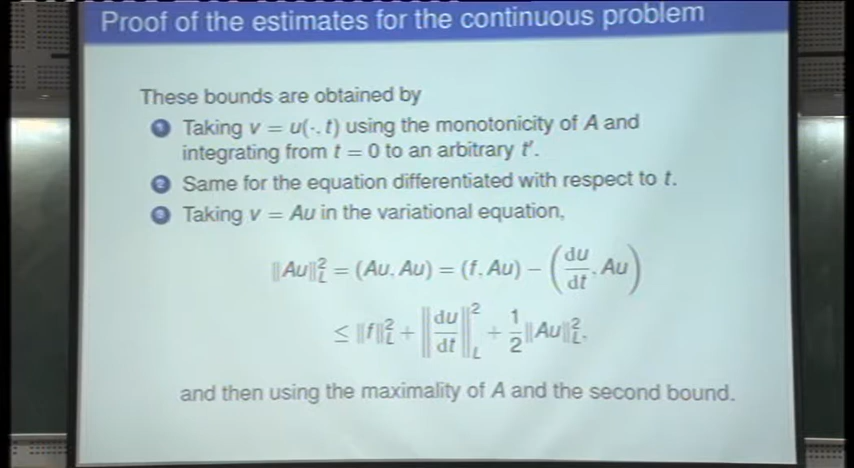 Proof of the estimates for the continuous problem
These bounds are obtained by
1 Taking v = u(·, t) using the monotonicity of A and
integrating from t = 0 to an arbitrary t′.
2 Same for the equation differentiated with respect to t.
3 Taking v = Au in the variational equation,
‖Au‖²_L = (Au, Au) = (f, Au) − (du/dt, Au)
≤ ‖f‖²_L + ‖du/dt‖²_L + 1/2‖Au‖²_L.
and then using the maximality of A and the second bound.